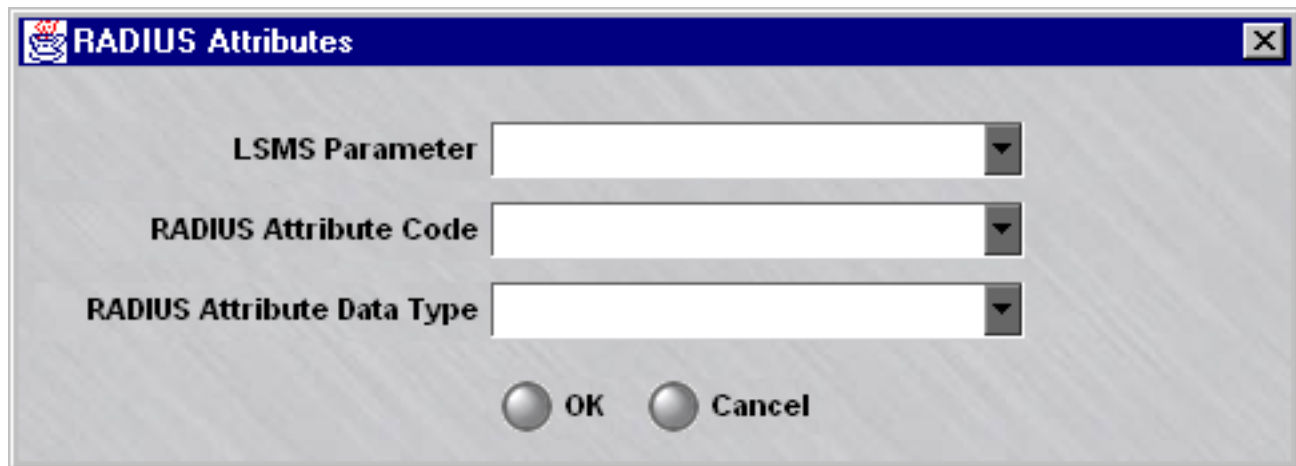 RADIUS Attributes
LSMS Parameter
RADIUS Attribute Code
RADIUS Attribute Data Type
OK Cancel